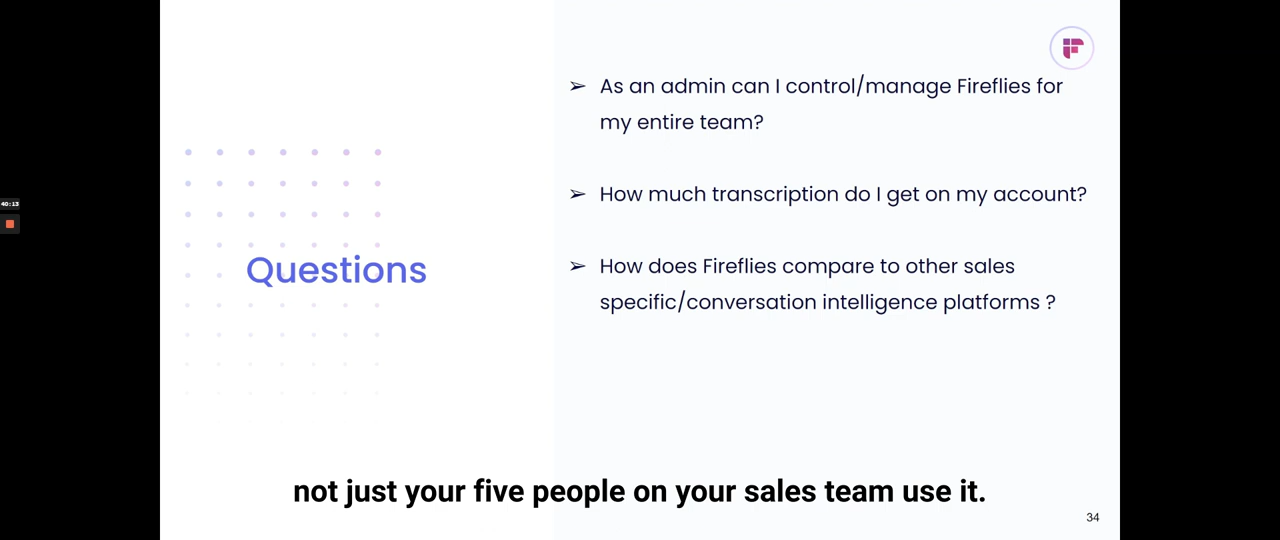 40:13
Questions
➢ As an admin can I control/manage Fireflies for
my entire team?
➢ How much transcription do I get on my account?
➢ How does Fireflies compare to other sales
specific/conversation intelligence platforms ?
not just your five people on your sales team use it.
34